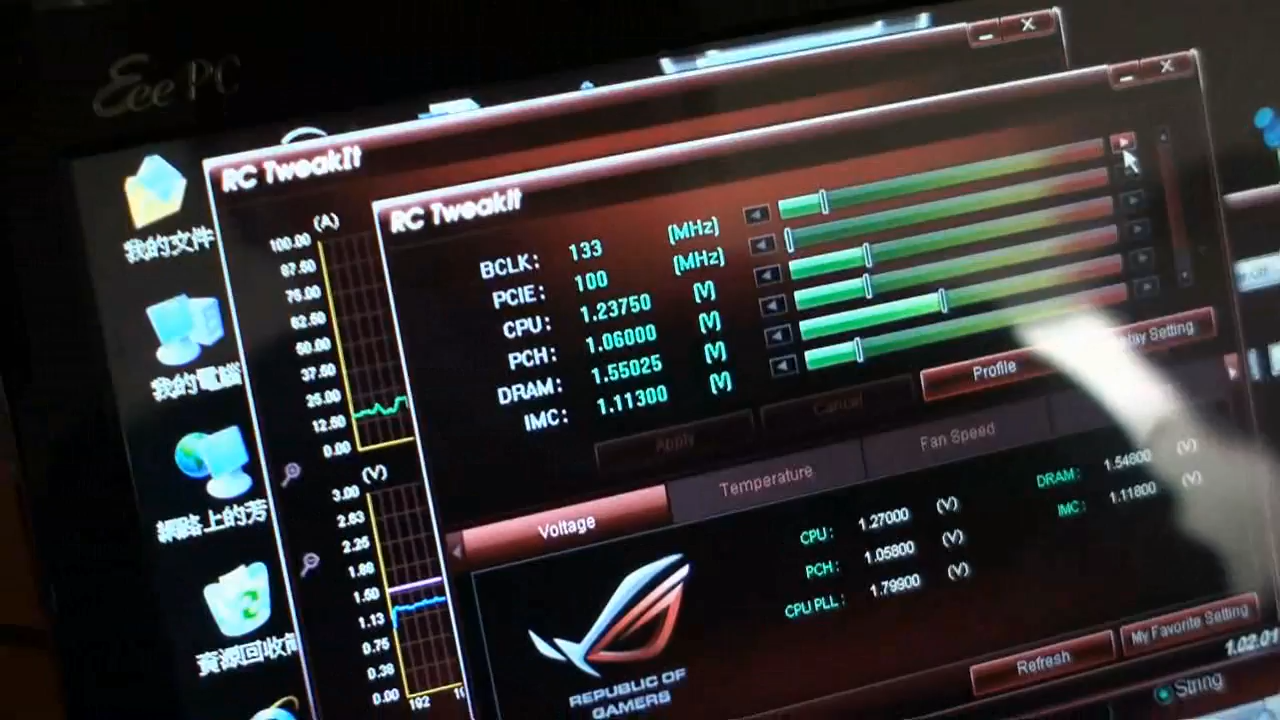 Eee PC
RC TweakIt
RC TweakIt
我的文件
我的電腦
網路上的芳
資源回收
(A)
100.00
87.50
75.00
62.50
50.00
37.50
25.00
12.50
0.00
(V)
3.00
2.63
2.25
1.88
1.50
1.13
0.75
0.38
0.00
192
BCLK: 133 (MHz)
PCIE: 100 (MHz)
CPU: 1.23750 (V)
PCH: 1.06000 (V)
DRAM: 1.55025 (V)
IMC: 1.11300 (V)
Apply
Cancel
Profile
lay Setting
Voltage
Temperature
Fan Speed
CPU: 1.27000 (V)
PCH: 1.05800 (V)
CPU PLL: 1.79900 (V)
DRAM: 1.54800 (V)
IMC: 1.11800 (V)
REPUBLIC OF
GAMERS
Refresh
My Favorite Setting
1.02.01
String